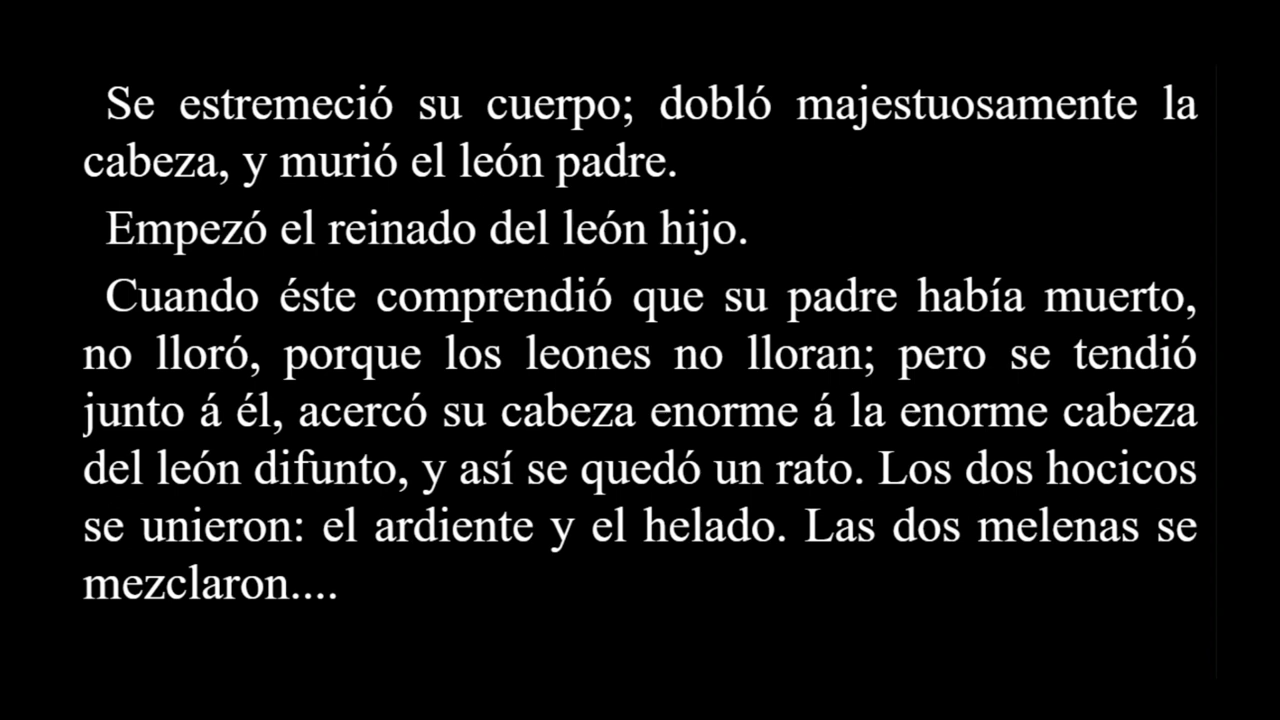 Se estremeció su cuerpo; dobló majestuosamente la
cabeza, y murió el león padre.
Empezó el reinado del león hijo.
Cuando éste comprendió que su padre había muerto,
no lloró, porque los leones no lloran; pero se tendió
junto á él, acercó su cabeza enorme á la enorme cabeza
del león difunto, y así se quedó un rato. Los dos hocicos
se unieron: el ardiente y el helado. Las dos melenas se
mezclaron....